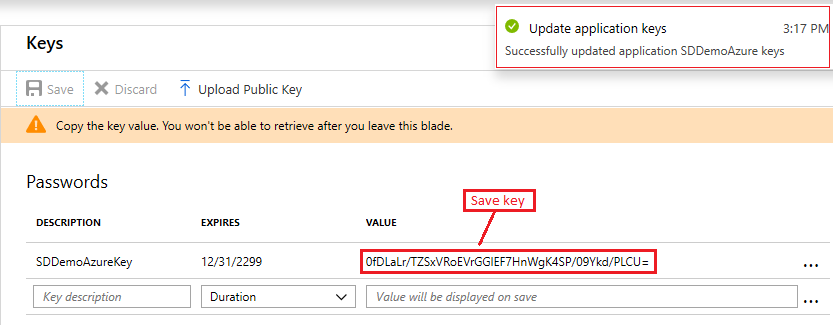 Update application keys 3:17 PM
Successfully updated application SDDemoAzure keys
Keys
Save Discard Upload Public Key
Copy the key value. You won't be able to retrieve after you leave this blade.
Passwords
Save key
DESCRIPTION EXPIRES VALUE
SDDemoAzureKey 12/31/2299 0fDLaLr/TZSxVRoEVrGGIEF7HnWgK4SP/09Ykd/PLCU= ...
Key description Duration Value will be displayed on save ...